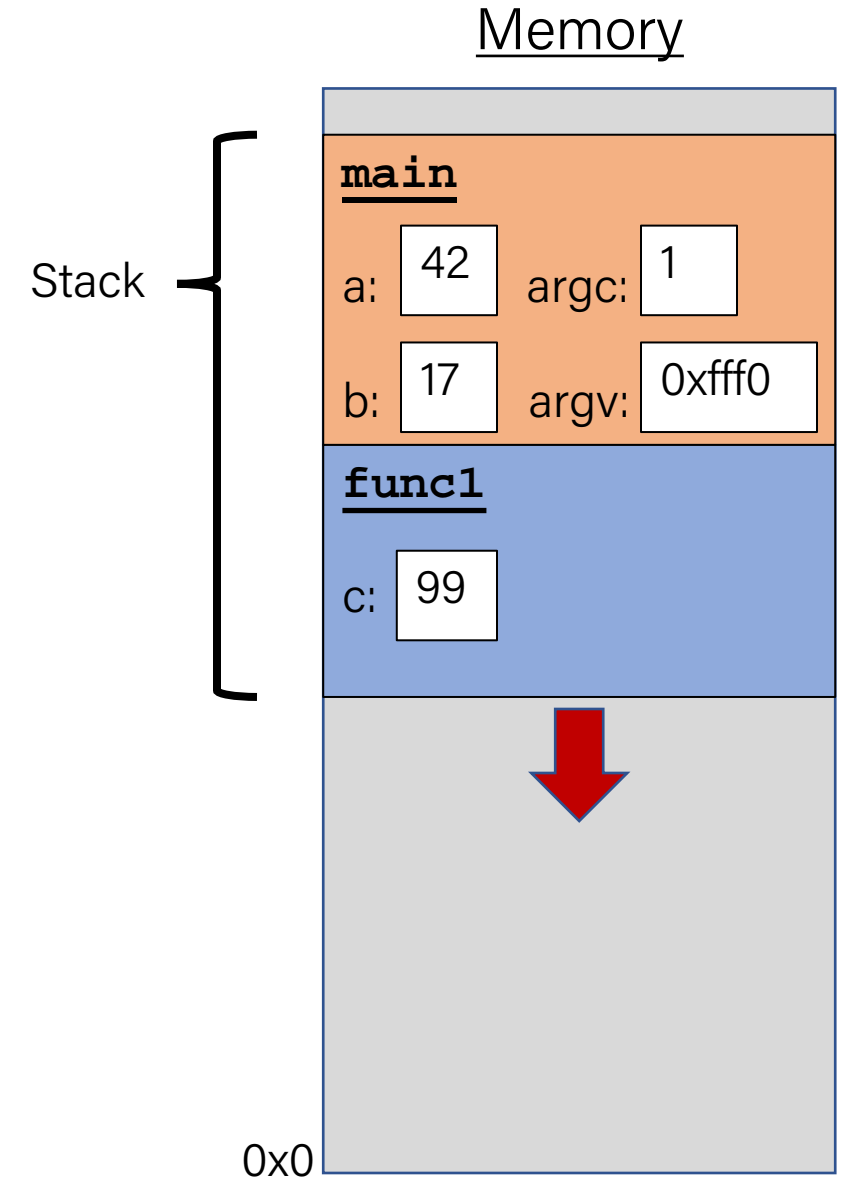 Memory
main
Stack
a: 42 argc: 1
b: 17 argv: 0xfff0
func1
c: 99
0x0